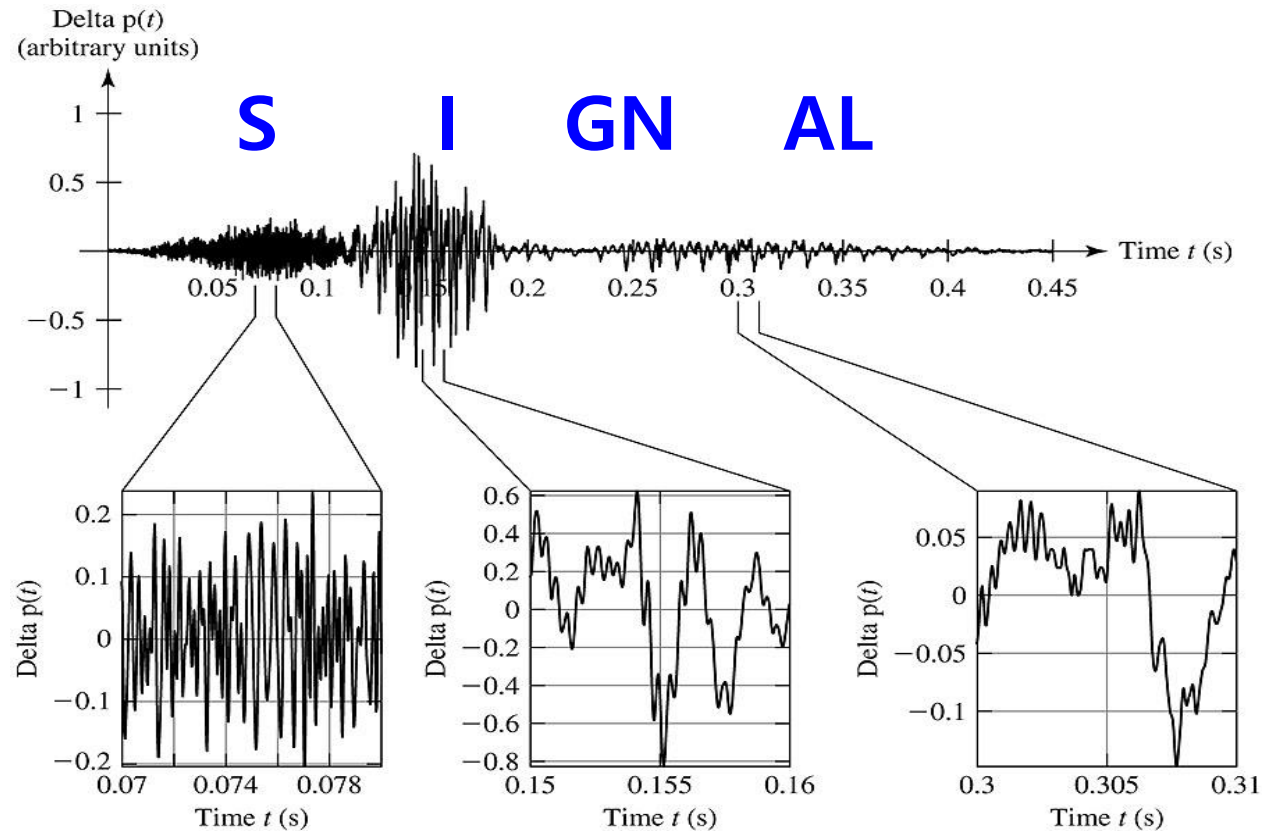 Delta p(t)
(arbitrary units)
S I GN AL
1
0.5
Time t (s)
0.05 0.1 0.15 0.2 0.25 0.3 0.35 0.4 0.45
−0.5
−1
0.2
0.1
0
−0.1
−0.2
Delta p(t)
0.07 0.074 0.078
Time t (s)
0.6
0.4
0.2
0
−0.2
−0.4
−0.6
−0.8
Delta p(t)
0.15 0.155 0.16
Time t (s)
0.05
0
−0.05
−0.1
Delta p(t)
0.3 0.305 0.31
Time t (s)